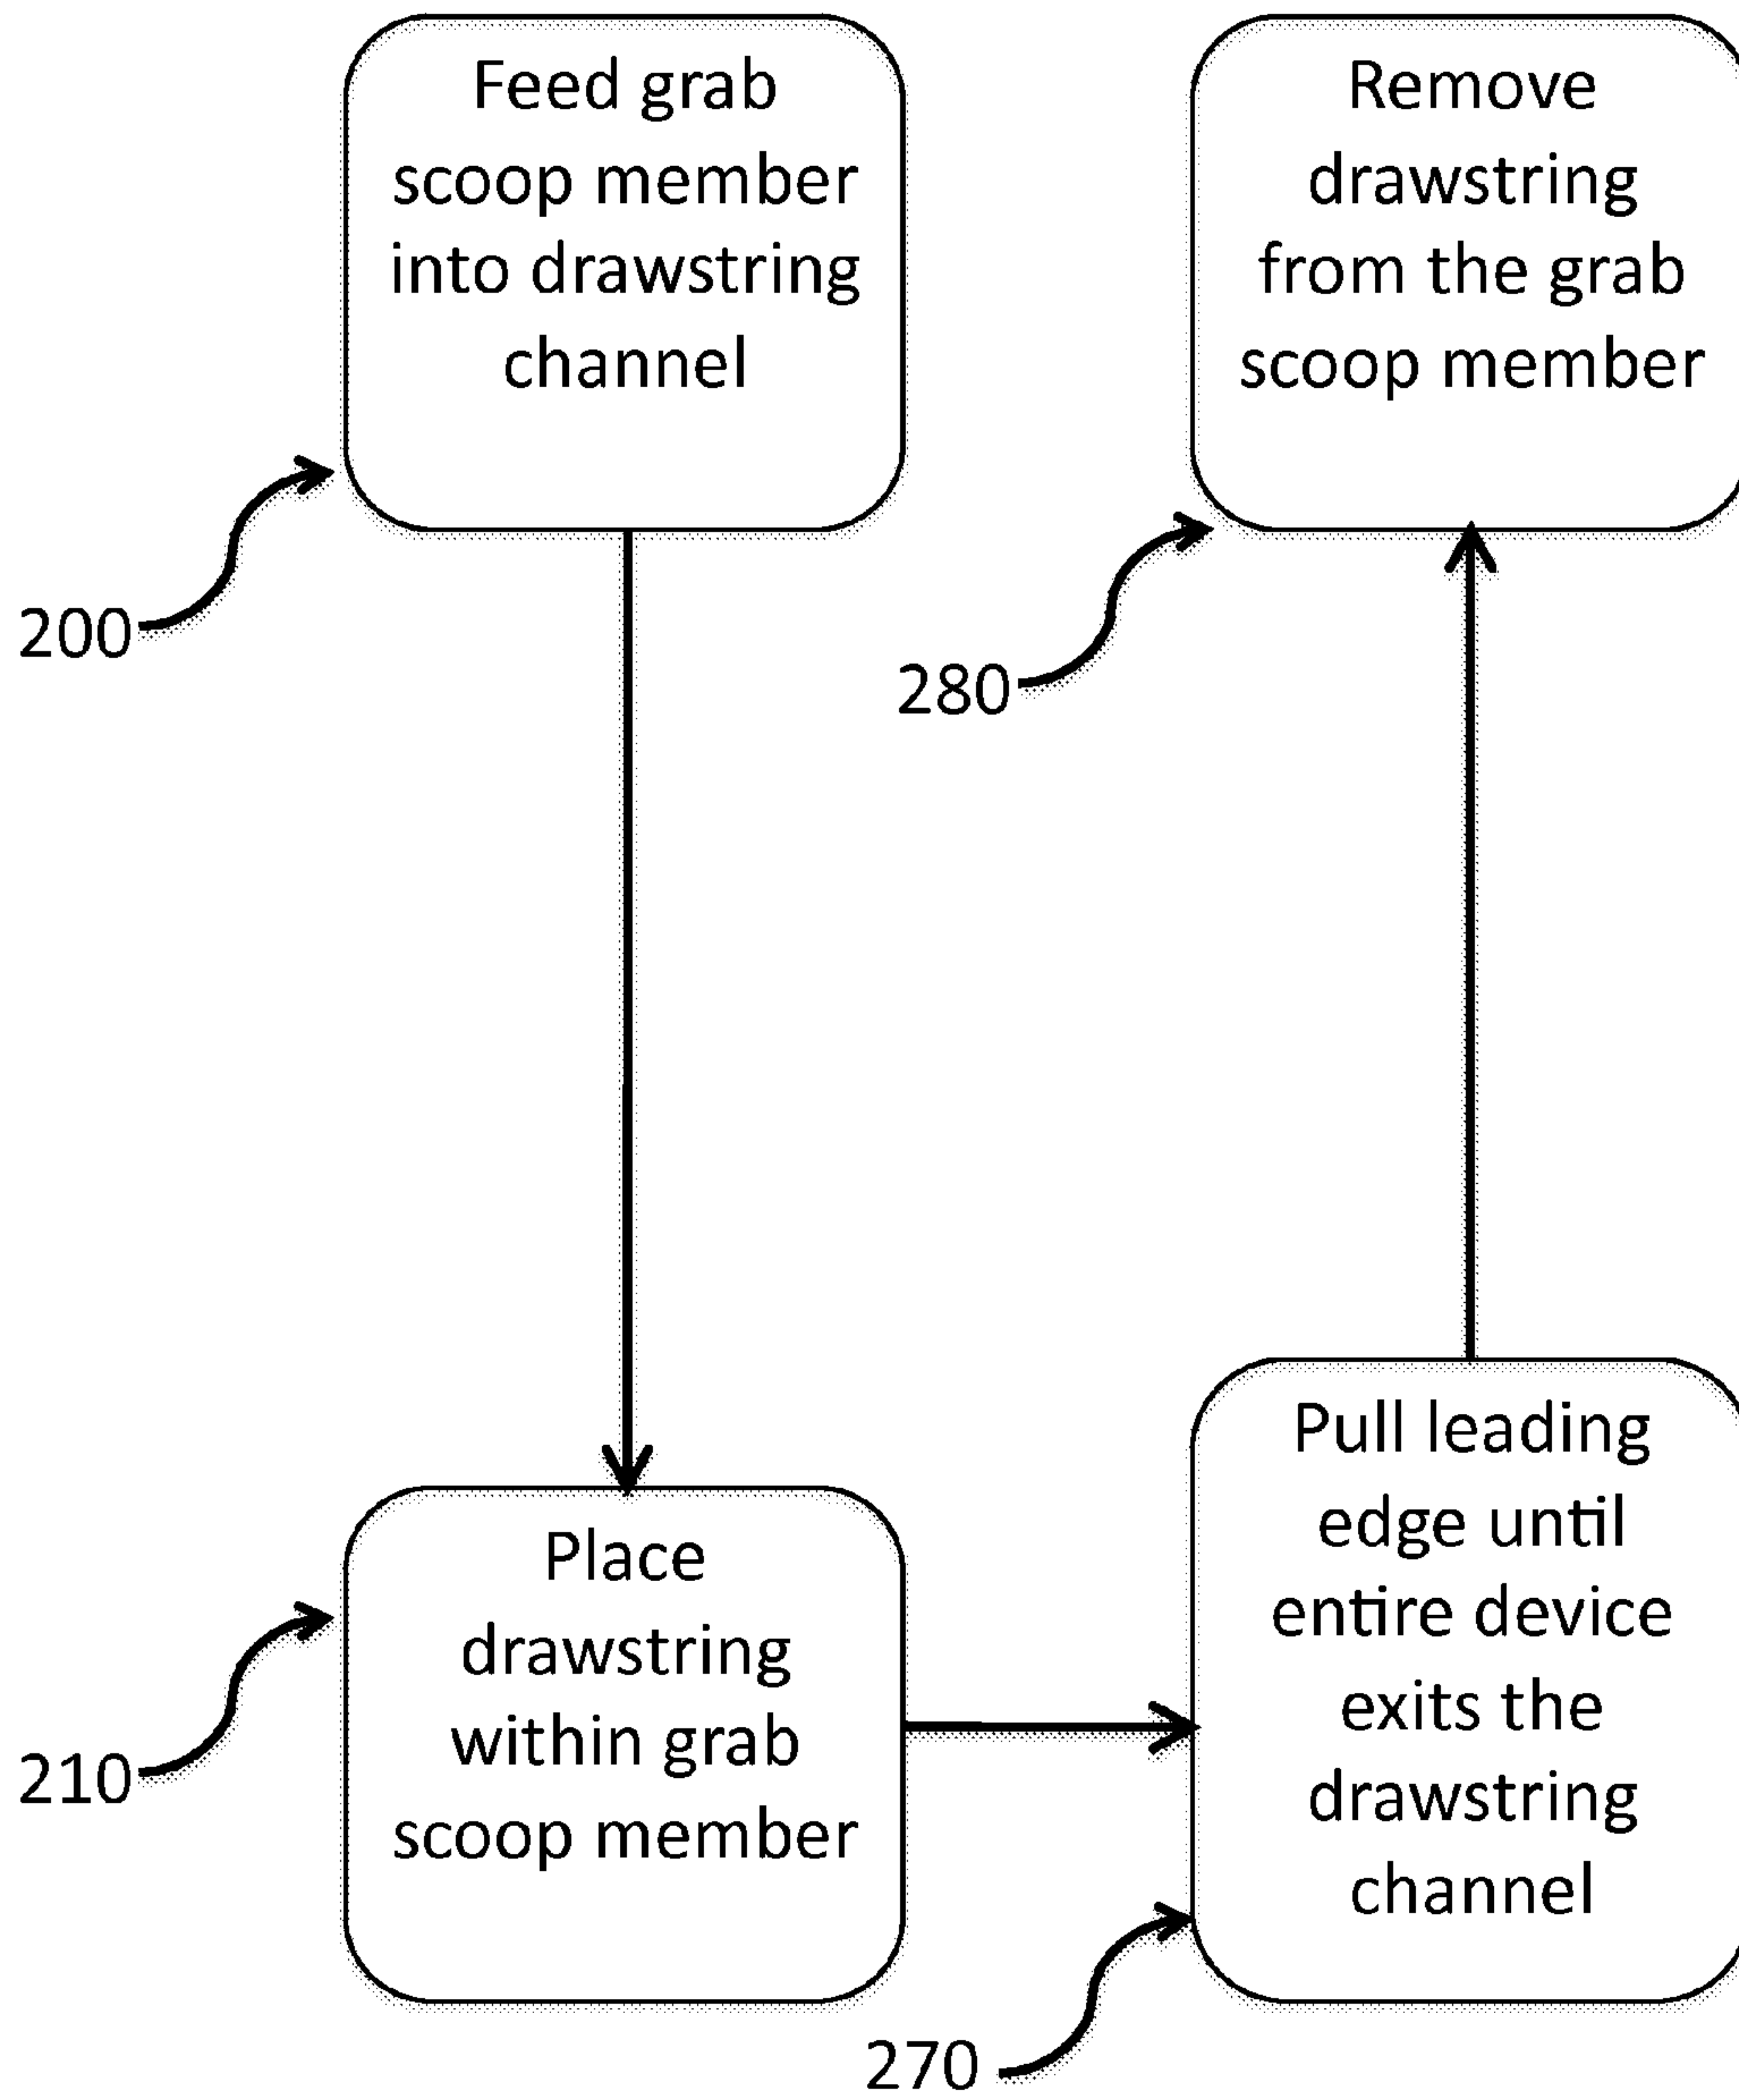 Feed grab
scoop member
into drawstring
channel
200
Place
drawstring
within grab
scoop member
210
Pull leading
edge until
entire device
exits the
drawstring
channel
270
Remove
drawstring
from the grab
scoop member
280